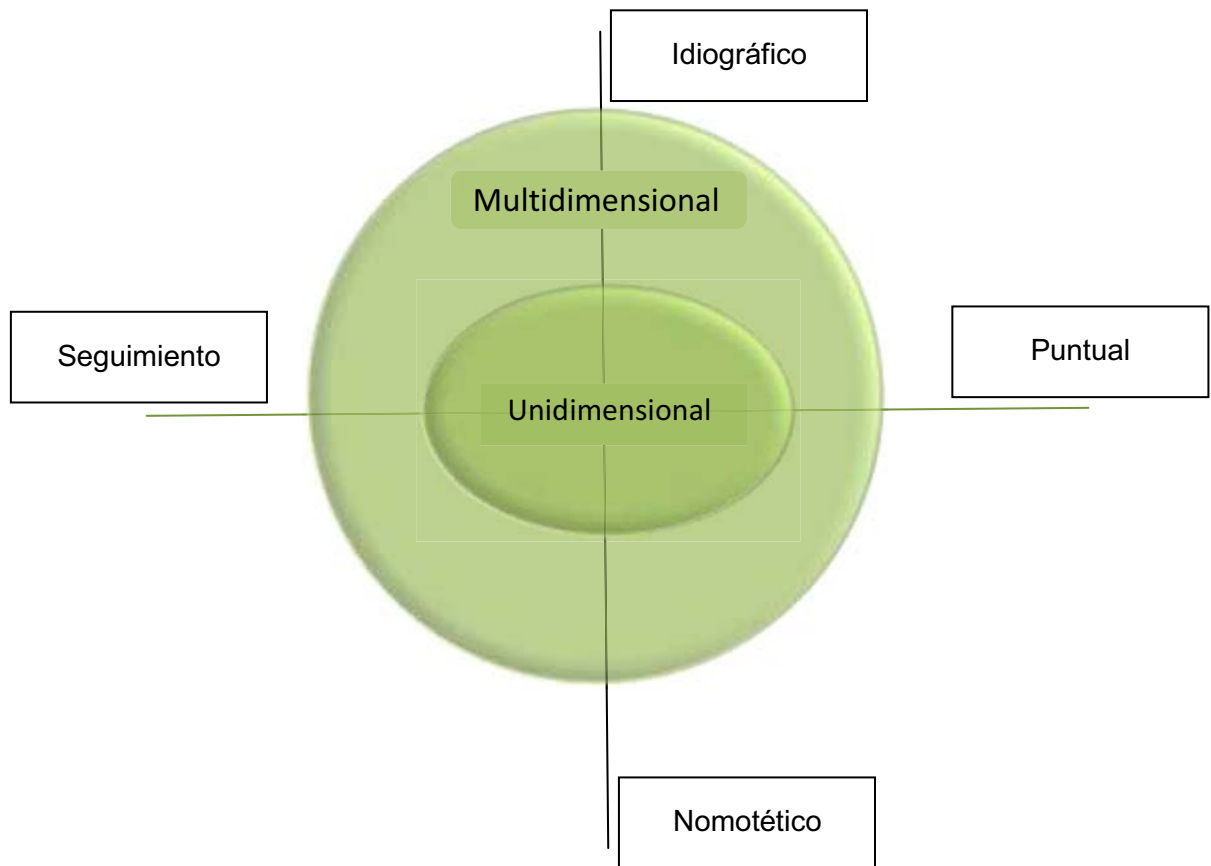 Idiográfico
Multidimensional
Seguimiento
Puntual
Unidimensional
Nomotético